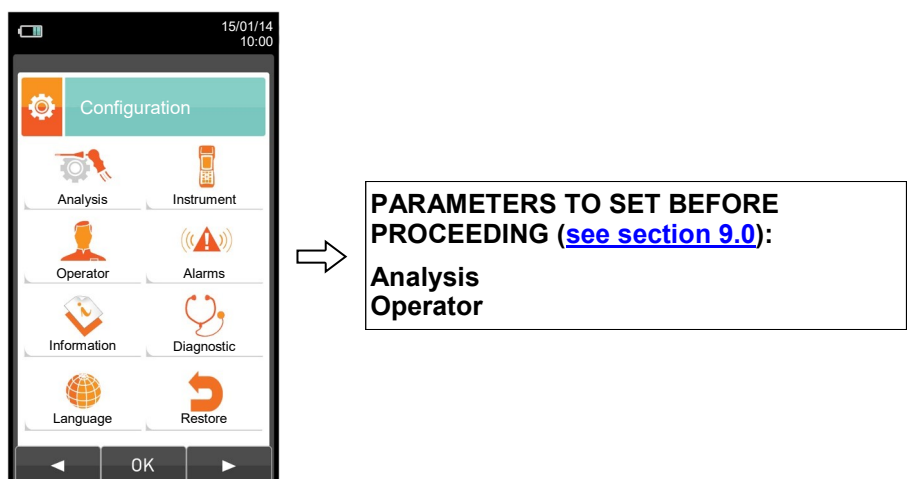 15/01/14
10:00
Configuration
Analysis
Instrument
Operator
Alarms
Information
Diagnostic
Language
Restore
OK
PARAMETERS TO SET BEFORE
PROCEEDING (see section 9.0):
Analysis
Operator